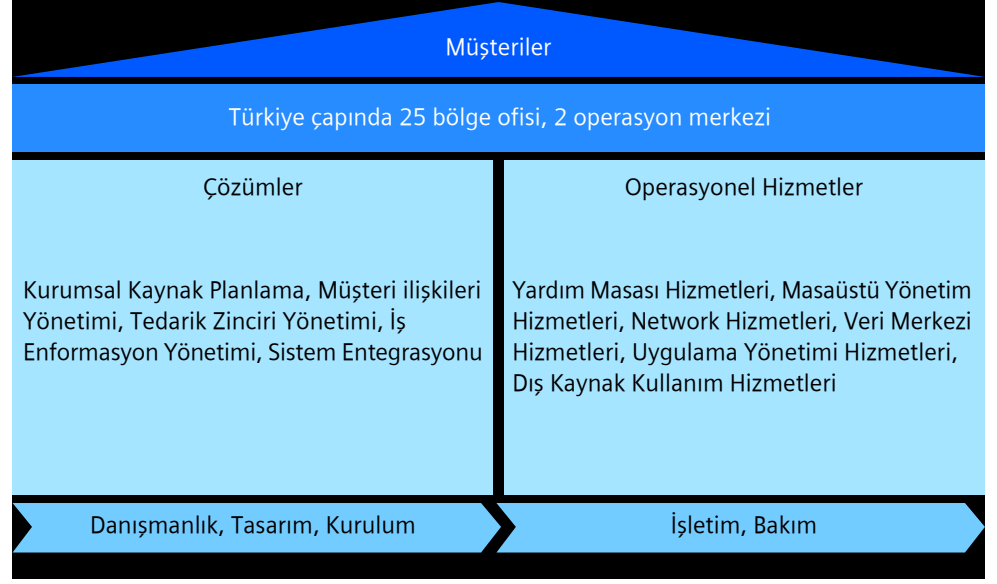 Müşteriler
Türkiye çapında 25 bölge ofisi, 2 operasyon merkezi
Çözümler
Kurumsal Kaynak Planlama, Müşteri ilişkileri
Yönetimi, Tedarik Zinciri Yönetimi, İş
Enformasyon Yönetimi, Sistem Entegrasyonu
Operasyonel Hizmetler
Yardım Masası Hizmetleri, Masaüstü Yönetim
Hizmetleri, Network Hizmetleri, Veri Merkezi
Hizmetleri, Uygulama Yönetimi Hizmetleri,
Dış Kaynak Kullanım Hizmetleri
Danışmanlık, Tasarım, Kurulum
İşletim, Bakım